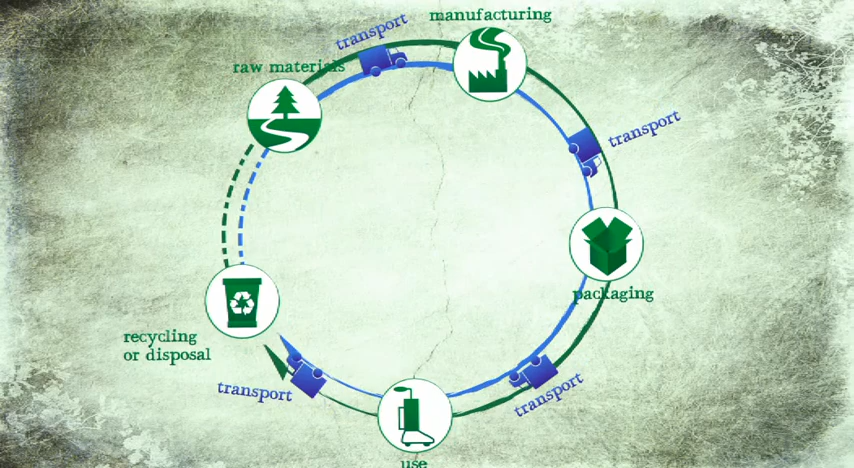 manufacturing
transport
raw materials
transport
packaging
recycling
or disposal
transport
transport
use